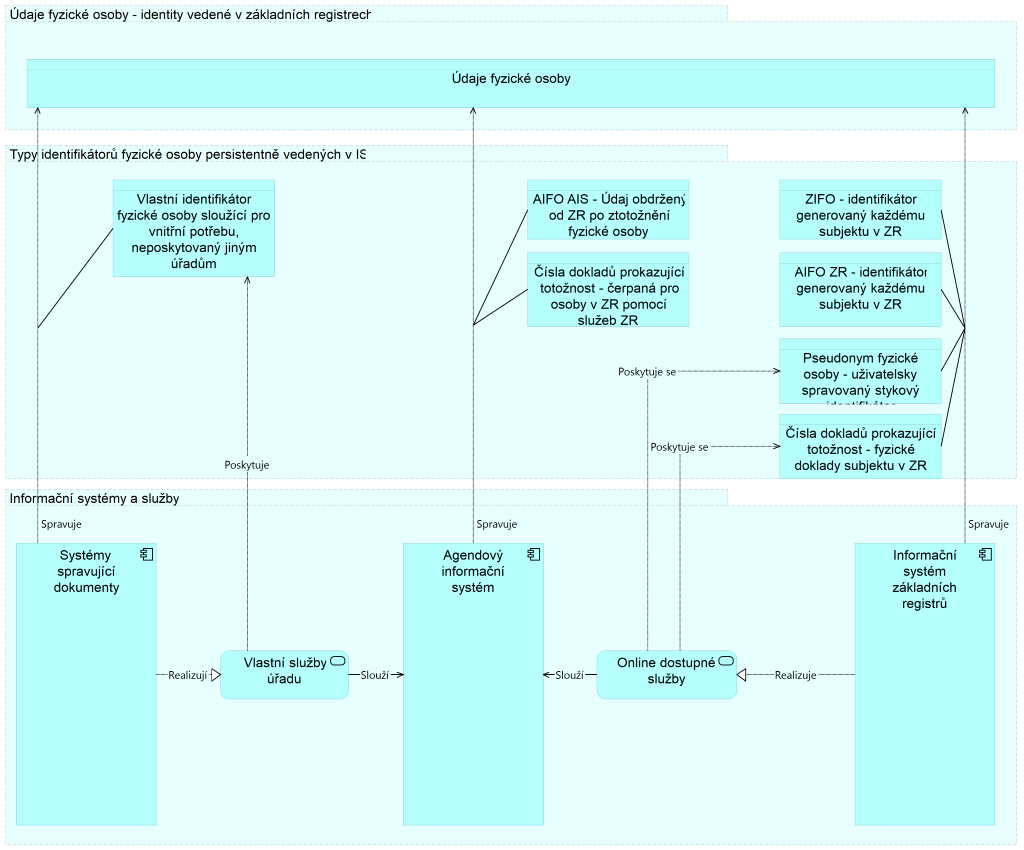 Údaje fyzické osoby - identity vedené v základních registrech
Údaje fyzické osoby
Typy identifikátorů fyzické osoby persistentně vedených v IS
Vlastní identifikátor
fyzické osoby sloužící pro
vnitřní potřebu,
neposkytovaný jiným
úřadům
AIFO AIS - Údaj obdržený
od ZR po ztotožnění
fyzické osoby
ZIFO - identifikátor
generovaný každému
subjektu v ZR
Čísla dokladů prokazující
totožnost - čerpaná pro
osoby v ZR pomocí
služeb ZR
AIFO ZR - identifikátor
generovaný každému
subjektu v ZR
Poskytuje se
Pseudonym fyzické
osoby - uživatelsky
spravovaný stykový
identifikátor
Poskytuje se
Čísla dokladů prokazující
totožnost - fyzické
doklady subjektu v ZR
Poskytuje
Informační systémy a služby
Spravuje
Spravuje
Spravuje
Systémy
spravující
dokumenty
Agendový
informační
systém
Informační
systém
základních
registrů
Realizují
Vlastní služby
úřadu
Slouží
Slouží
Online dostupné
služby
Realizuje